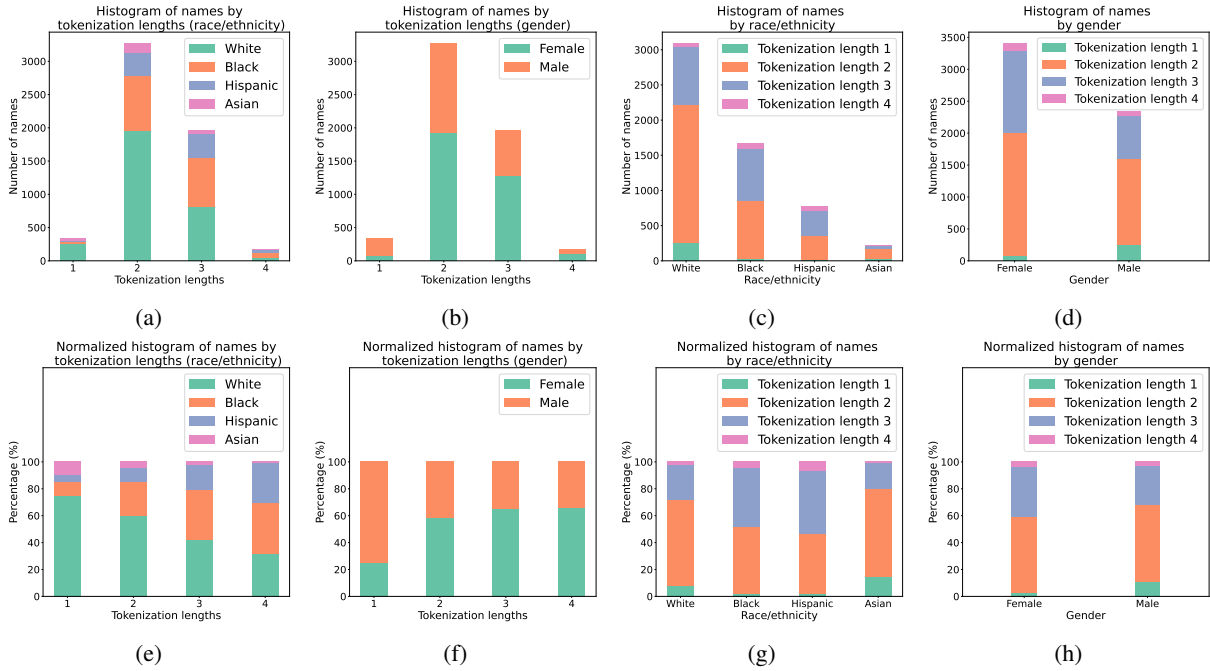 Histogram of names by
tokenization lengths (race/ethnicity)
Number of names
3000
2500
2000
1500
1000
500
0
White
Black
Hispanic
Asian
1 2 3 4
Tokenization lengths
(a)
Histogram of names by
tokenization lengths (gender)
Number of names
3000
2500
2000
1500
1000
500
0
Female
Male
1 2 3 4
Tokenization lengths
(b)
Histogram of names
by race/ethnicity
Number of names
3000
2500
2000
1500
1000
500
0
Tokenization length 1
Tokenization length 2
Tokenization length 3
Tokenization length 4
White Black Hispanic Asian
Race/ethnicity
(c)
Histogram of names
by gender
Number of names
3500
3000
2500
2000
1500
1000
500
0
Tokenization length 1
Tokenization length 2
Tokenization length 3
Tokenization length 4
Female Male
Gender
(d)
Normalized histogram of names by
tokenization lengths (race/ethnicity)
Percentage (%)
100
80
60
40
20
0
White
Black
Hispanic
Asian
1 2 3 4
Tokenization lengths
(e)
Normalized histogram of names by
tokenization lengths (gender)
Percentage (%)
100
80
60
40
20
0
Female
Male
1 2 3 4
Tokenization lengths
(f)
Normalized histogram of names
by race/ethnicity
Percentage (%)
100
80
60
40
20
0
Tokenization length 1
Tokenization length 2
Tokenization length 3
Tokenization length 4
White Black Hispanic Asian
Race/ethnicity
(g)
Normalized histogram of names
by gender
Percentage (%)
100
80
60
40
20
0
Tokenization length 1
Tokenization length 2
Tokenization length 3
Tokenization length 4
Female Male
Gender
(h)